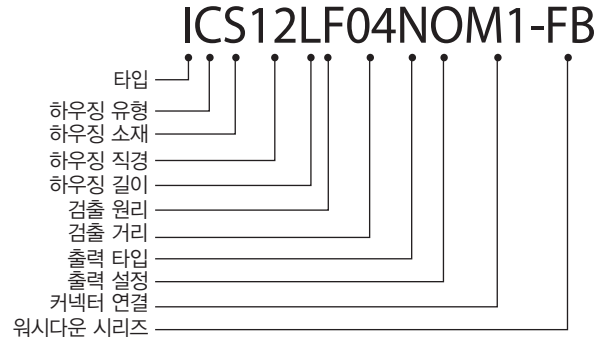 ICS12LF04NOM1-FB
타입
하우징 유형
하우징 소재
하우징 직경
하우징 길이
검출 원리
검출 거리
출력 타입
출력 설정
커넥터 연결
워시다운 시리즈